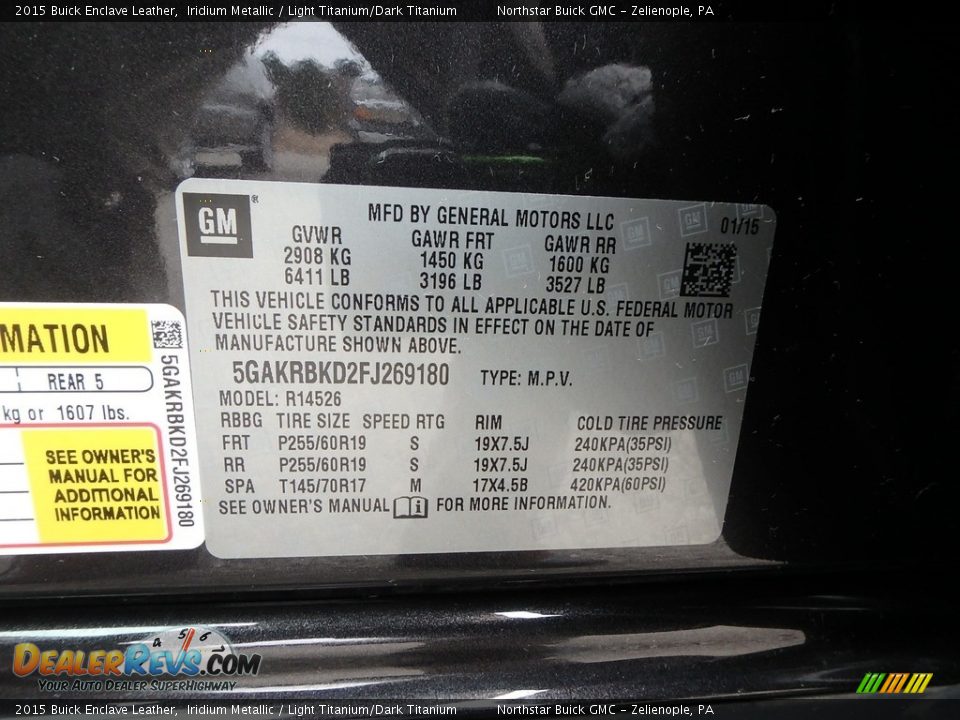 2015 Buick Enclave Leather, Iridium Metallic / Light Titanium/Dark Titanium Northstar Buick GMC - Zelienople, PA
GM®
MFD BY GENERAL MOTORS LLC 01/15
GVWR GAWR FRT GAWR RR
2908 KG 1450 KG 1600 KG
6411 LB 3196 LB 3527 LB
THIS VEHICLE CONFORMS TO ALL APPLICABLE U.S. FEDERAL MOTOR
VEHICLE SAFETY STANDARDS IN EFFECT ON THE DATE OF
MANUFACTURE SHOWN ABOVE.
5GAKRBKD2FJ269180 TYPE: M.P.V.
MODEL: R14526
RBBG TIRE SIZE SPEED RTG RIM COLD TIRE PRESSURE
FRT P255/60R19 S 19X7.5J 240KPA(35PSI)
RR P255/60R19 S 19X7.5J 240KPA(35PSI)
SPA T145/70R17 M 17X4.5B 420KPA(60PSI)
SEE OWNER'S MANUAL i FOR MORE INFORMATION.
MATION
REAR 5
kg or 1607 lbs.
SEE OWNER'S
MANUAL FOR
ADDITIONAL
INFORMATION
5GAKRBKD2FJ269180
4 5 6
DEALERREVS.COM
YOUR AUTO DEALER SUPERHIGHWAY
2015 Buick Enclave Leather, Iridium Metallic / Light Titanium/Dark Titanium Northstar Buick GMC - Zelienople, PA